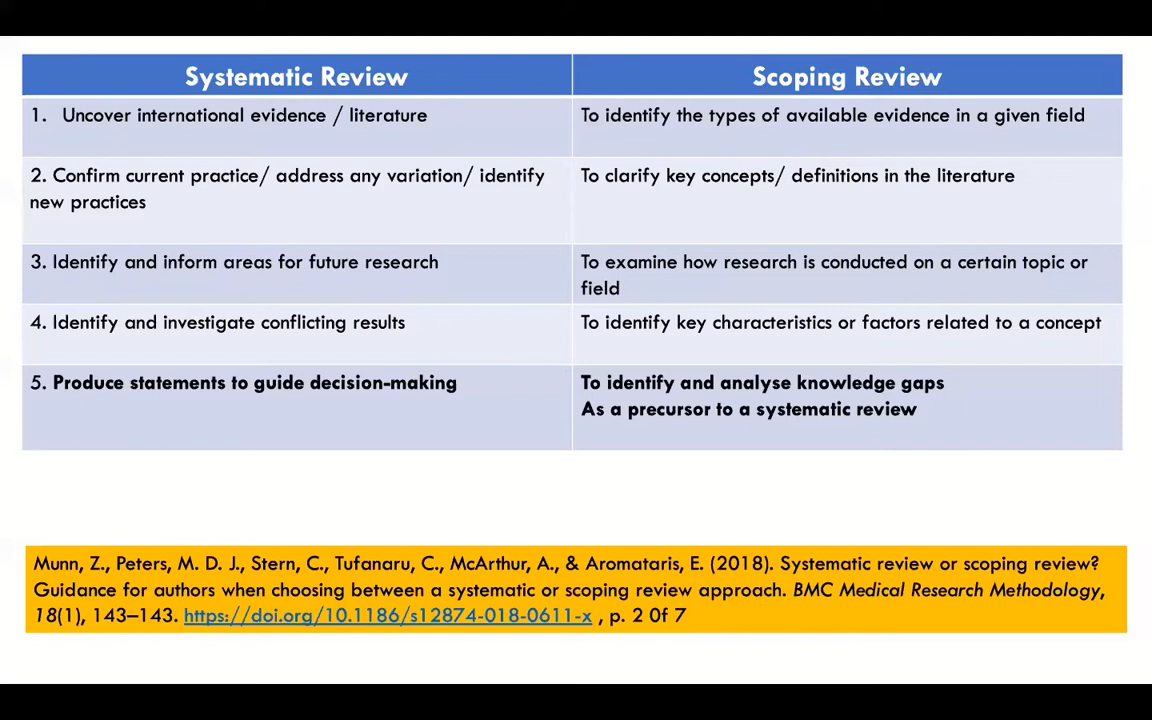 Systematic Review
Scoping Review
1. Uncover international evidence / literature
To identify the types of available evidence in a given field
2. Confirm current practice/ address any variation/ identify
new practices
To clarify key concepts/ definitions in the literature
3. Identify and inform areas for future research
To examine how research is conducted on a certain topic or
field
4. Identify and investigate conflicting results
To identify key characteristics or factors related to a concept
5. Produce statements to guide decision-making
To identify and analyse knowledge gaps
As a precursor to a systematic review
Munn, Z., Peters, M. D. J., Stern, C., Tufanaru, C., McArthur, A., & Aromataris, E. (2018). Systematic review or scoping review?
Guidance for authors when choosing between a systematic or scoping review approach. BMC Medical Research Methodology,
18(1), 143–143. https://doi.org/10.1186/s12874-018-0611-x , p. 2 0f 7